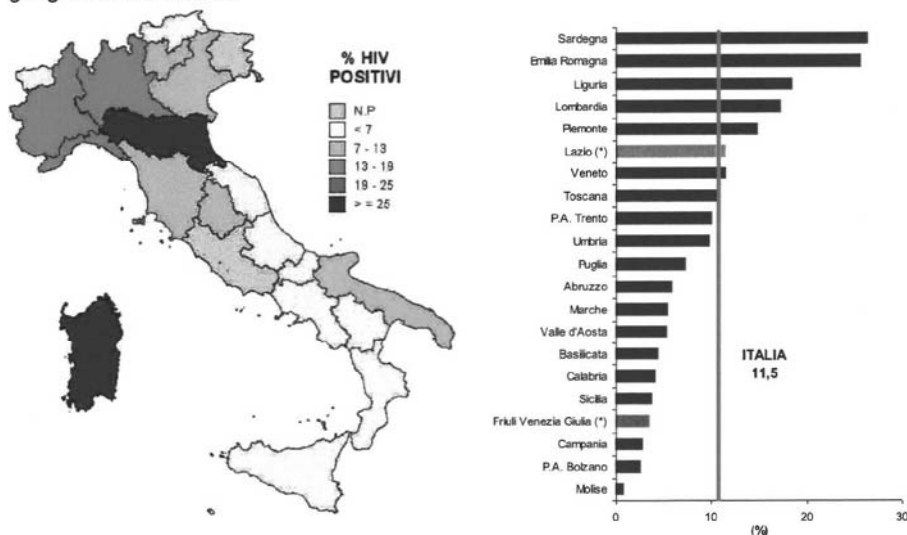 % HIV
POSITIVI
N.P
< 7
7 - 13
13 - 19
19 - 25
> = 25
Sardegna
Emilia Romagna
Liguria
Lombardia
Piemonte
Lazio (*)
Veneto
Toscana
P.A. Trento
Umbria
Puglia
Abruzzo
Marche
Valle d'Aosta
Basilicata
Calabria
Sicilia
Friuli Venezia Giulia (*)
Campania
P.A. Bolzano
Molise
ITALIA
11,5
0
10
20
30
(%)